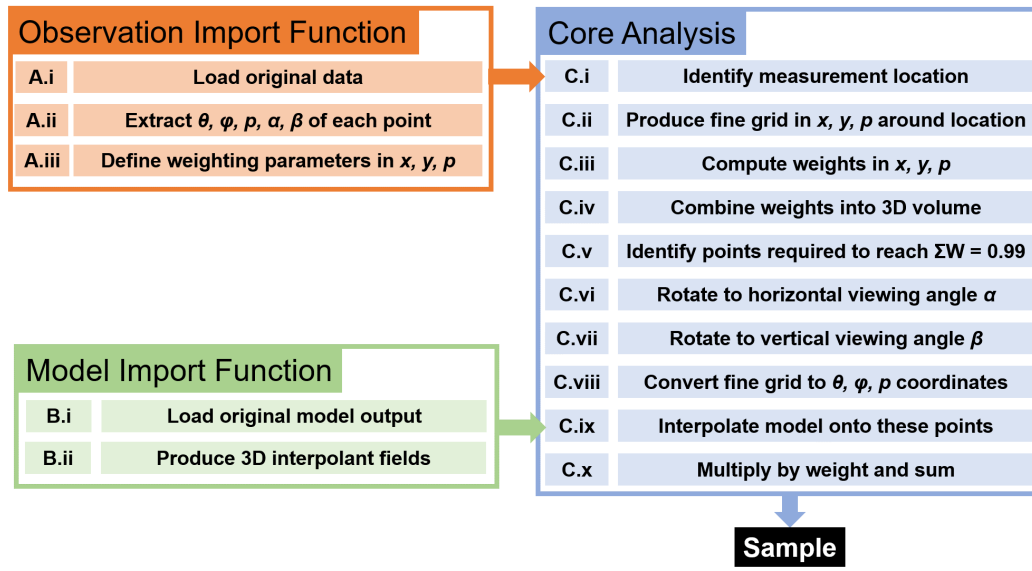 Observation Import Function
A.i Load original data
A.ii Extract θ, φ, p, α, β of each point
A.iii Define weighting parameters in x, y, p
Model Import Function
B.i Load original model output
B.ii Produce 3D interpolant fields
Core Analysis
C.i Identify measurement location
C.ii Produce fine grid in x, y, p around location
C.iii Compute weights in x, y, p
C.iv Combine weights into 3D volume
C.v Identify points required to reach ΣW = 0.99
C.vi Rotate to horizontal viewing angle α
C.vii Rotate to vertical viewing angle β
C.viii Convert fine grid to θ, φ, p coordinates
C.ix Interpolate model onto these points
C.x Multiply by weight and sum
Sample